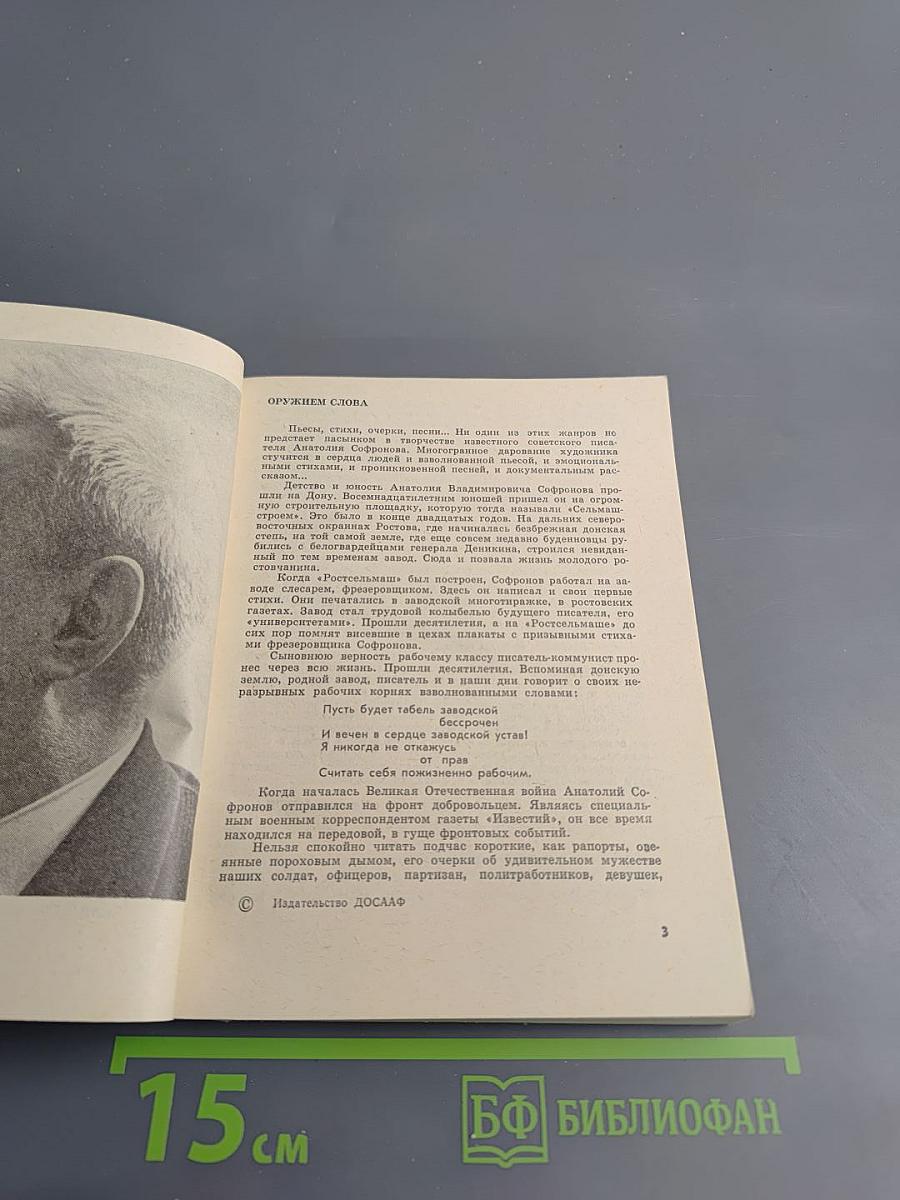 ОРУЖИЕМ СЛОВА
Пьесы, стихи, очерки, песни... Ни один из этих жанров не
предстает пасынком в творчестве известного советского писа-
теля Анатолия Софронова. Многогранное дарование художника
стучится в сердца людей и взволнованной пьесой, и эмоциональ-
ными стихами, и проникновенной песней, и документальным рас-
сказом...
Детство и юность Анатолия Владимировича Софронова про-
шли на Дону. Восемнадцатилетним юношей пришел он на огром-
ную строительную площадку, которую тогда называли «Сельмаш-
строем». Это было в конце двадцатых годов. На дальних северо-
восточных окраинах Ростова, где начиналась безбрежная донская
степь, на той самой земле, где еще совсем недавно буденновцы ру-
бились с белогвардейцами генерала Деникина, строился невидан-
ный по тем временам завод. Сюда и позвала жизнь молодого ро-
стовчанина.
Когда «Ростсельмаш» был построен, Софронов работал на за-
воде слесарем, фрезеровщиком. Здесь он написал и свои первые
стихи. Они печатались в заводской многотиражке, в ростовских
газетах. Завод стал трудовой колыбелью будущего писателя, его
«университетами». Прошли десятилетия, а на «Ростсельмаше» до
сих пор помнят висевшие в цехах плакаты с призывными стиха-
ми фрезеровщика Софронова.
Сыновнюю верность рабочему классу писатель-коммунист про-
нес через всю жизнь. Прошли десятилетия. Вспоминая донскую
землю, родной завод, писатель и в наши дни говорит о своих не-
разрывных рабочих корнях взволнованными словами:
Пусть будет табель заводской
бессрочен
И вечен в сердце заводской устав!
Я никогда не откажусь
от прав
Считать себя пожизненно рабочим.
Когда началась Великая Отечественная война Анатолий Со-
фронов отправился на фронт добровольцем. Являясь специаль-
ным военным корреспондентом газеты «Известий», он все время
находился на передовой, в гуще фронтовых событий.
Нельзя спокойно читать подчас короткие, как рапорты, ове-
янные пороховым дымом, его очерки об удивительном мужестве
наших солдат, офицеров, партизан, политработников, девушек,
© Издательство ДОСААФ
3
15 см
БФ БИБЛИОФАН